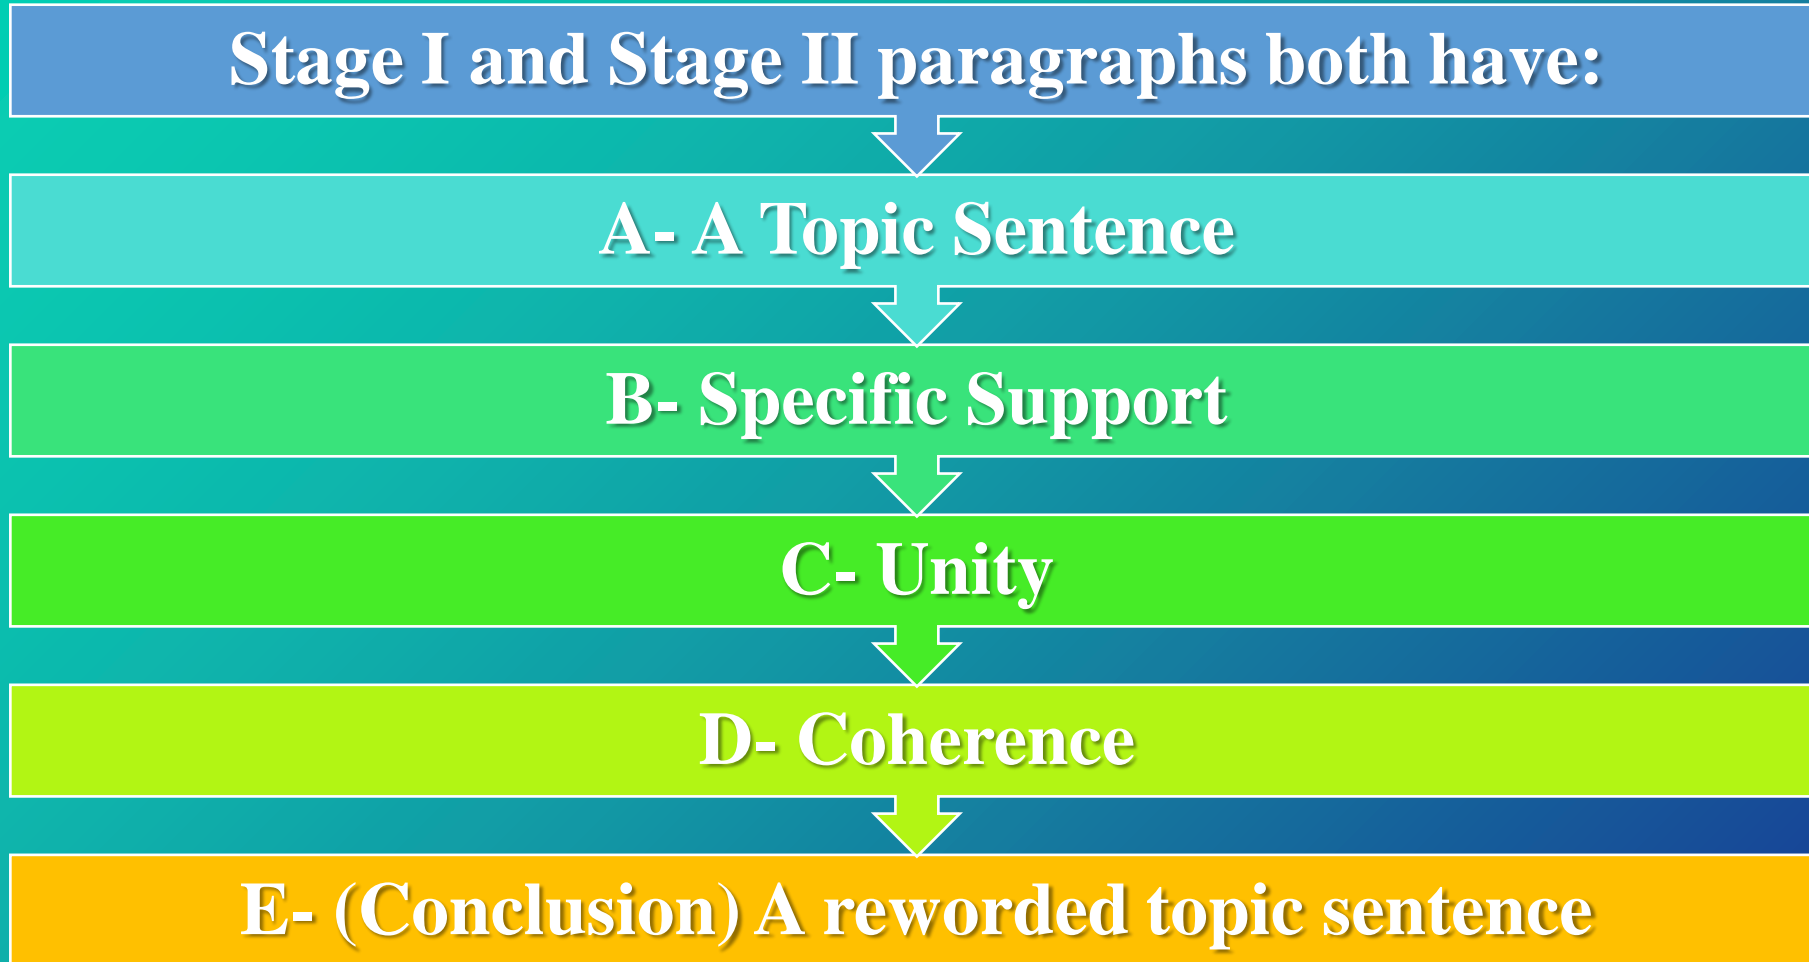 Stage I and Stage II paragraphs both have:
A- A Topic Sentence
B- Specific Support
C- Unity
D- Coherence
E- (Conclusion) A reworded topic sentence